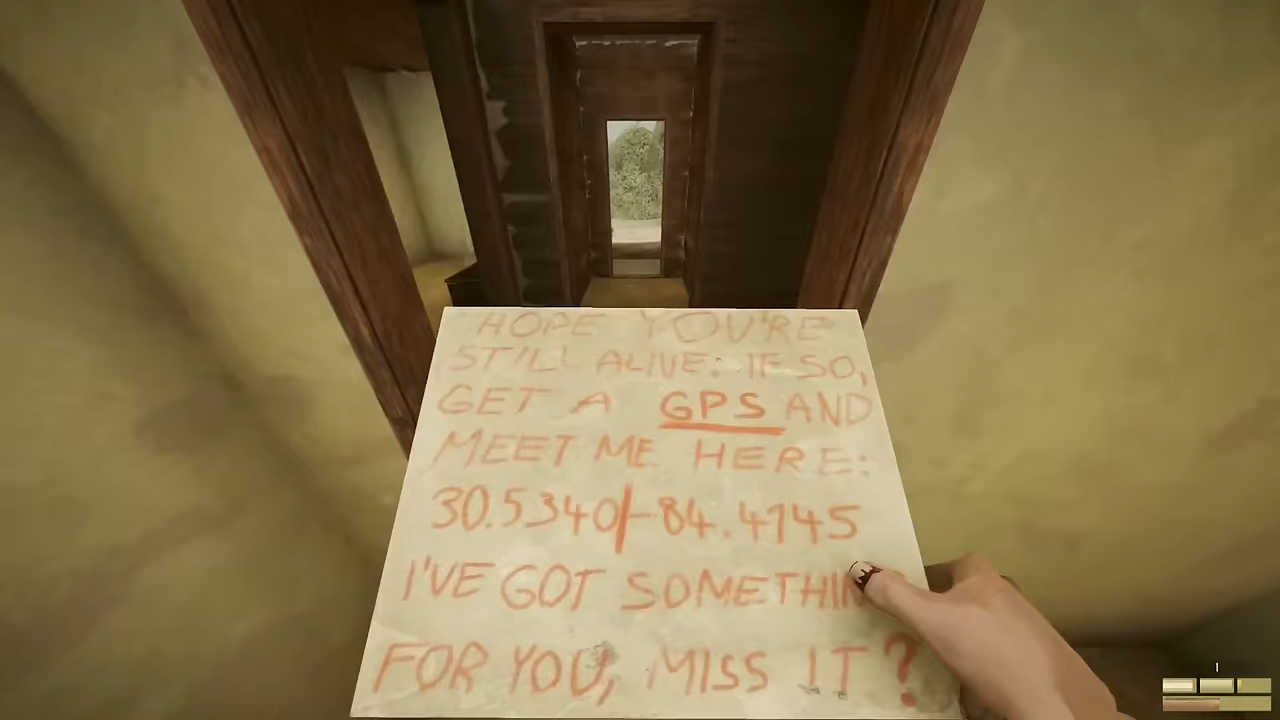 HOPE YOU'RE
STILL ALIVE: IF SO,
GET A GPS AND
MEET ME HERE:
30.5340/-84.4145
I'VE GOT SOMETHIN
FOR YOU, MISS IT?
1